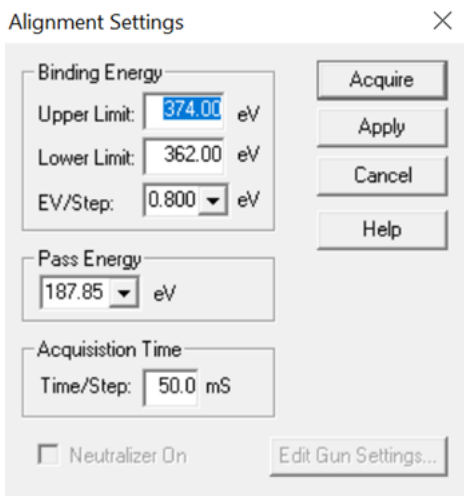 Alignment Settings
Binding Energy
Upper Limit: 374.00 eV
Lower Limit: 362.00 eV
EV/Step: 0.800 eV
Pass Energy
187.85 eV
Acquisistion Time
Time/Step: 50.0 mS
Neutralizer On
Acquire
Apply
Cancel
Help
Edit Gun Settings...